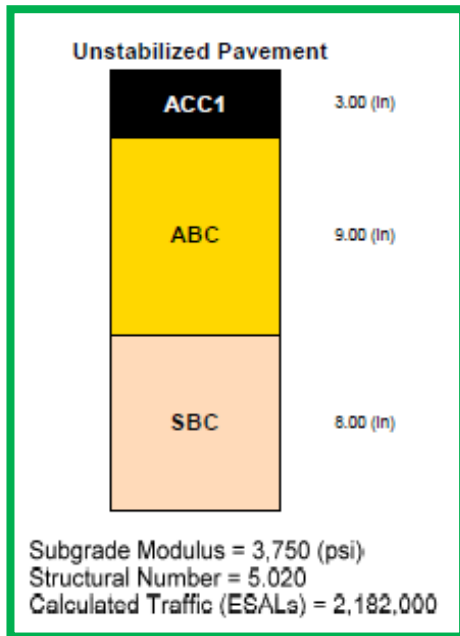 Unstabilized Pavement
ACC1 3.00 (in)
ABC 9.00 (in)
SBC 8.00 (in)
Subgrade Modulus = 3,750 (psi)
Structural Number = 5.020
Calculated Traffic (ESALs) = 2,182,000